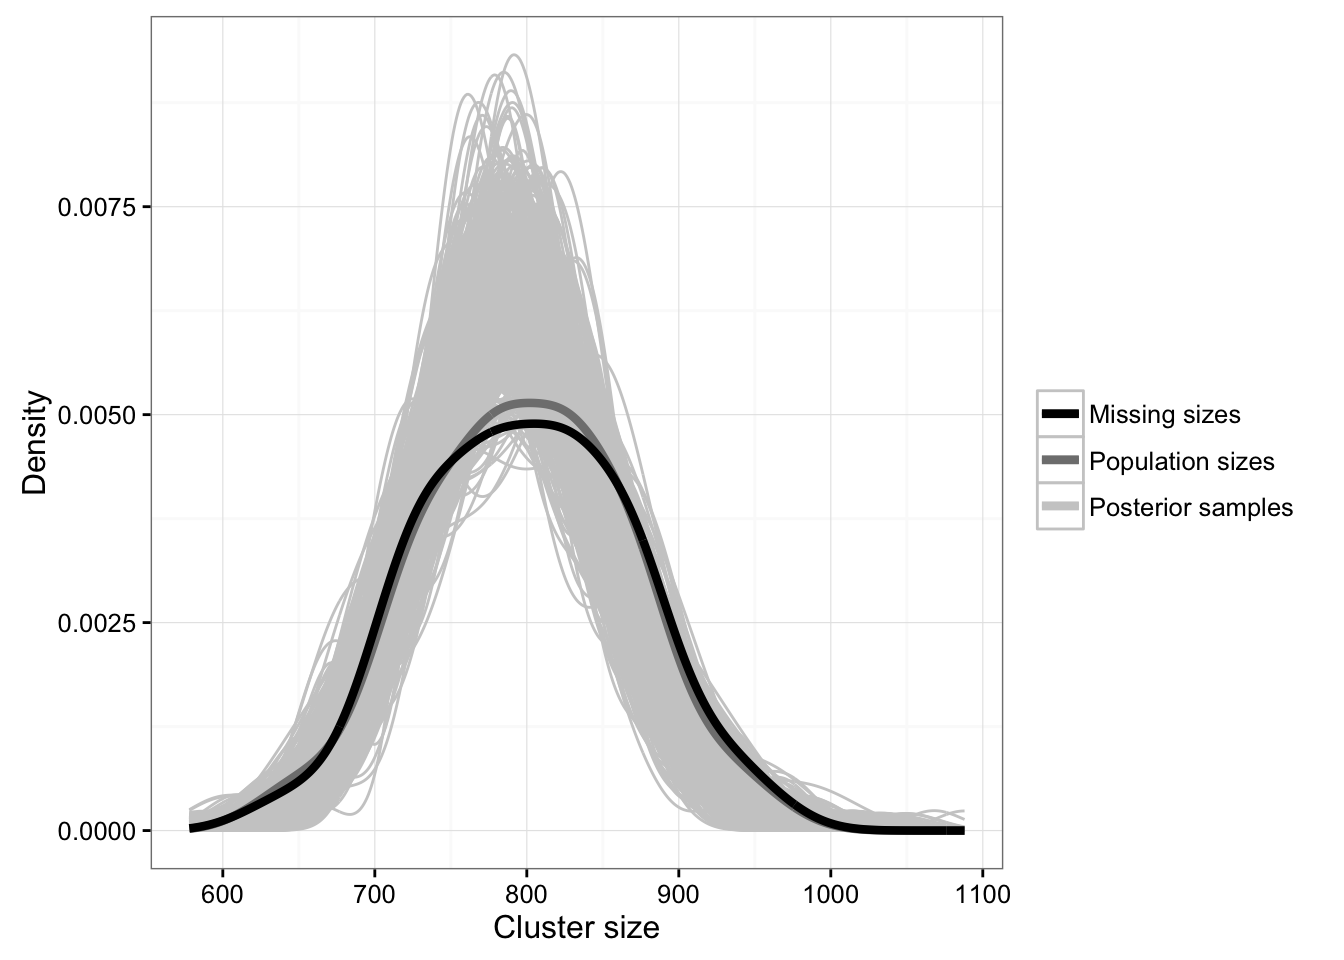 0.0075
0.0050
0.0025
0.0000
Density
600 700 800 900 1000 1100
Cluster size
Missing sizes
Population sizes
Posterior samples